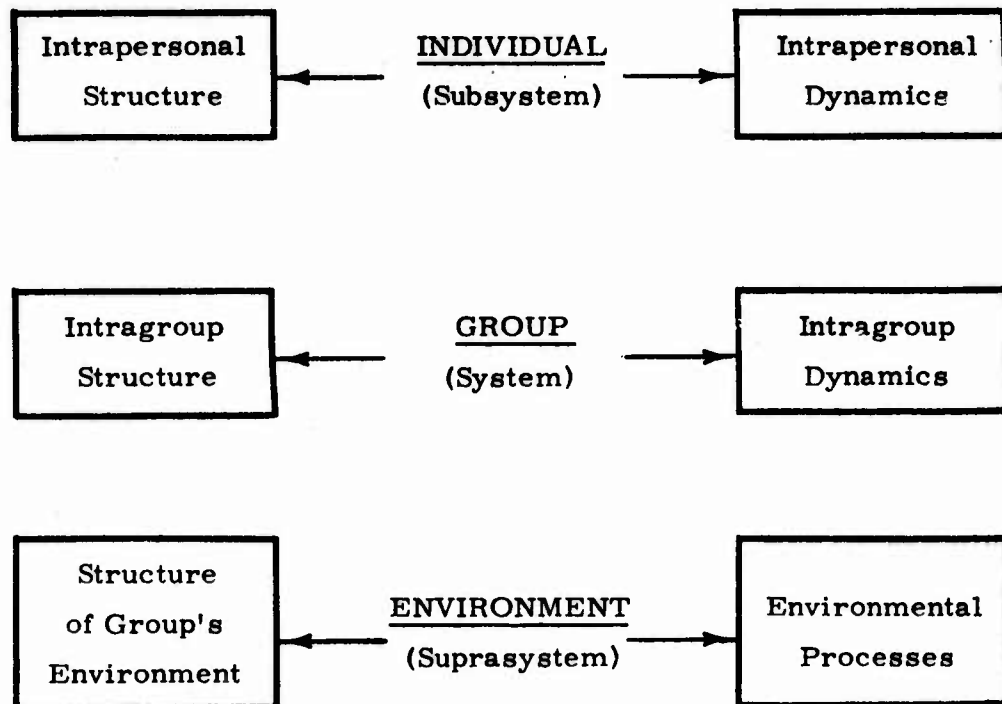 Intrapersonal
Structure
INDIVIDUAL
(Subsystem)
Intrapersonal
Dynamics
Intragroup
Structure
GROUP
(System)
Intragroup
Dynamics
Structure
of Group's
Environment
ENVIRONMENT
(Suprasystem)
Environmental
Processes